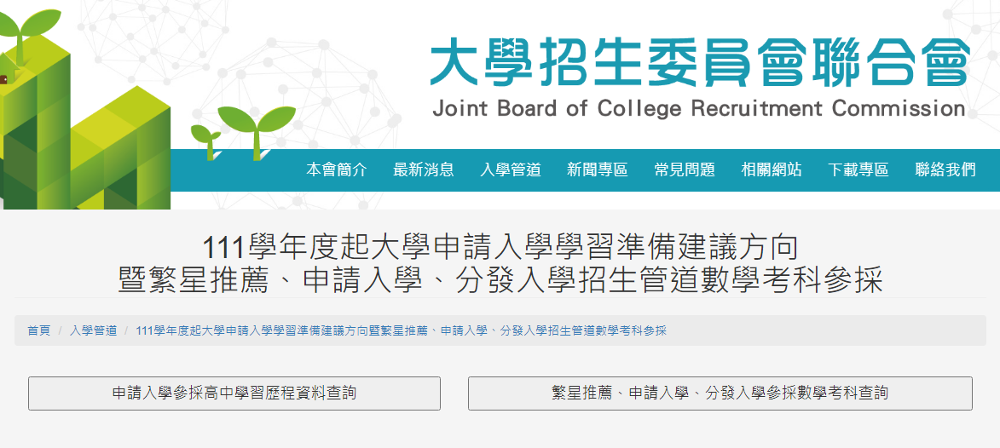 大學招生委員會聯合會
Joint Board of College Recruitment Commission
本會簡介 最新消息 入學管道 新聞專區 常見問題 相關網站 下載專區 聯絡我們
111學年度起大學申請入學學習準備建議方向
暨繁星推薦、申請入學、分發入學招生管道數學考科參採
首頁 / 入學管道 / 111學年度起大學申請入學學習準備建議方向暨繁星推薦、申請入學、分發入學招生管道數學考科參採
申請入學參採高中學習歷程資料查詢 繁星推薦、申請入學、分發入學參採數學考科查詢